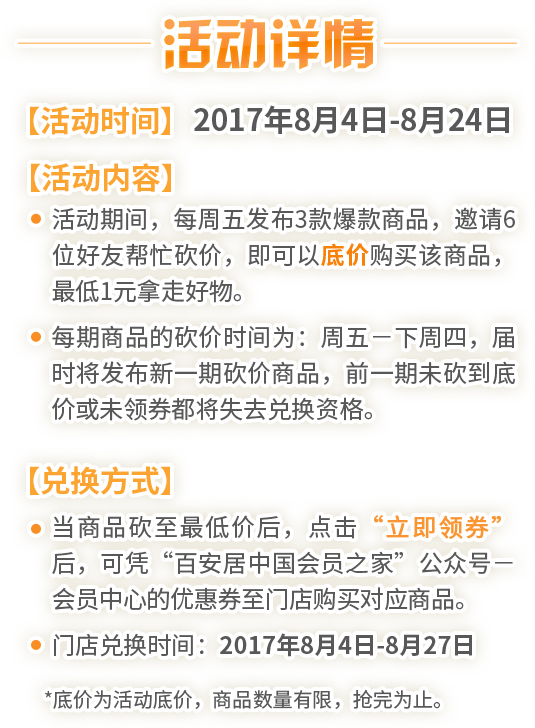 活动详情
【活动时间】 2017年8月4日-8月24日
【活动内容】
活动期间，每周五发布3款爆款商品，邀请6
位好友帮忙砍价，即可以底价购买该商品，
最低1元拿走好物。
每期商品的砍价时间为：周五－下周四，届
时将发布新一期砍价商品，前一期未砍到底
价或未领券都将失去兑换资格。
【兑换方式】
当商品砍至最低价后，点击“立即领券”
后，可凭“百安居中国会员之家”公众号－
会员中心的优惠券至门店购买对应商品。
门店兑换时间：2017年8月4日-8月27日
*底价为活动底价，商品数量有限，抢完为止。